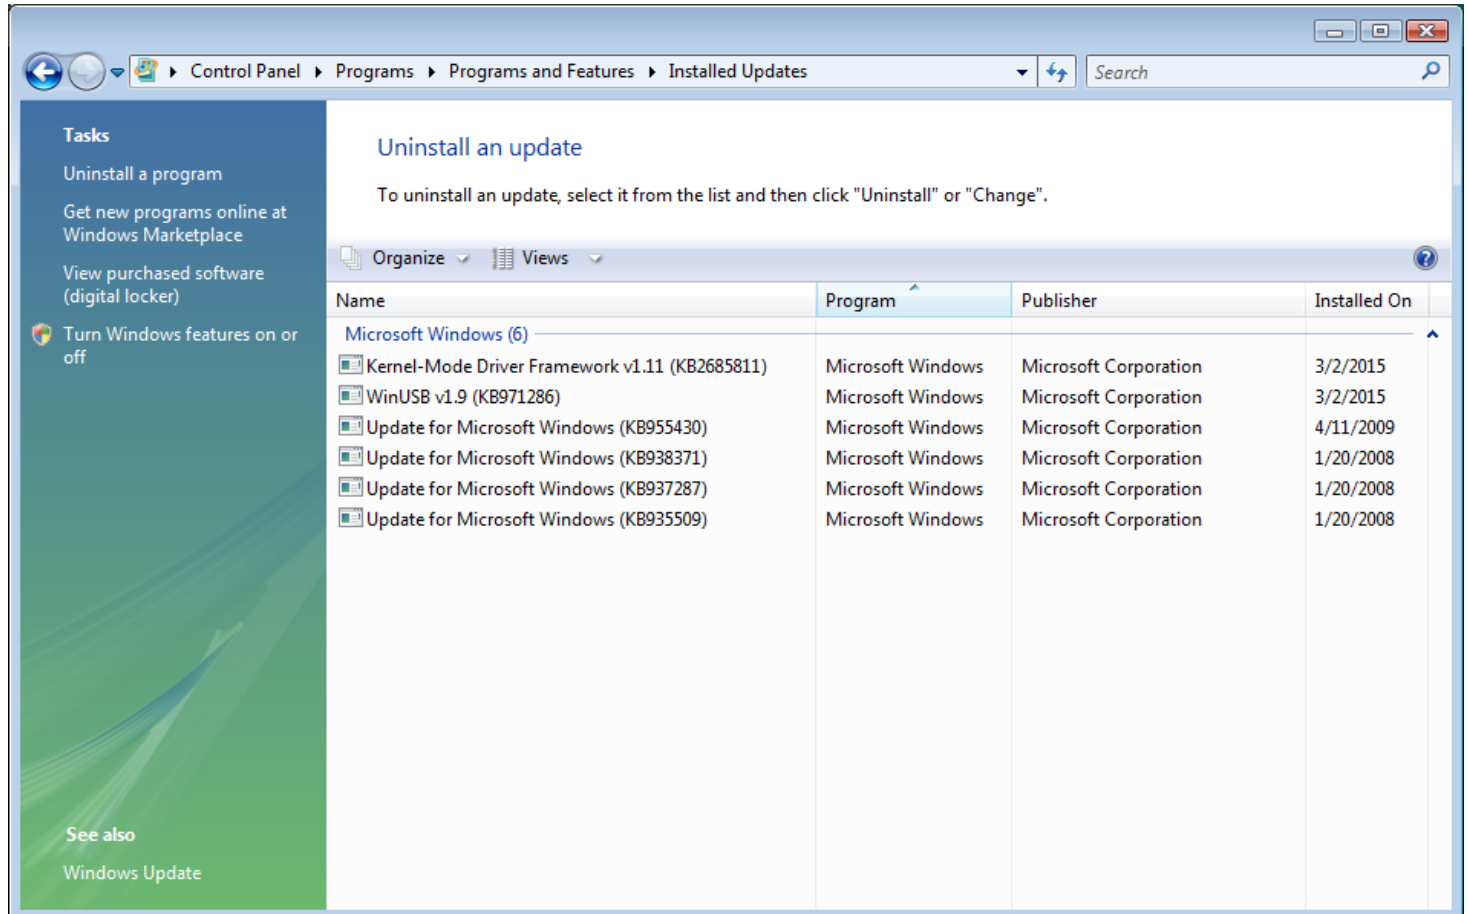 Control Panel Programs Programs and Features Installed Updates
Search
Tasks
Uninstall a program
Get new programs online at
Windows Marketplace
View purchased software
(digital locker)
Turn Windows features on or
off
See also
Windows Update
Uninstall an update
To uninstall an update, select it from the list and then click "Uninstall" or "Change".
Organize Views
Name Program Publisher Installed On
Microsoft Windows (6)
Kernel-Mode Driver Framework v1.11 (KB2685811) Microsoft Windows Microsoft Corporation 3/2/2015
WinUSB v1.9 (KB971286) Microsoft Windows Microsoft Corporation 3/2/2015
Update for Microsoft Windows (KB955430) Microsoft Windows Microsoft Corporation 4/11/2009
Update for Microsoft Windows (KB938371) Microsoft Windows Microsoft Corporation 1/20/2008
Update for Microsoft Windows (KB937287) Microsoft Windows Microsoft Corporation 1/20/2008
Update for Microsoft Windows (KB935509) Microsoft Windows Microsoft Corporation 1/20/2008